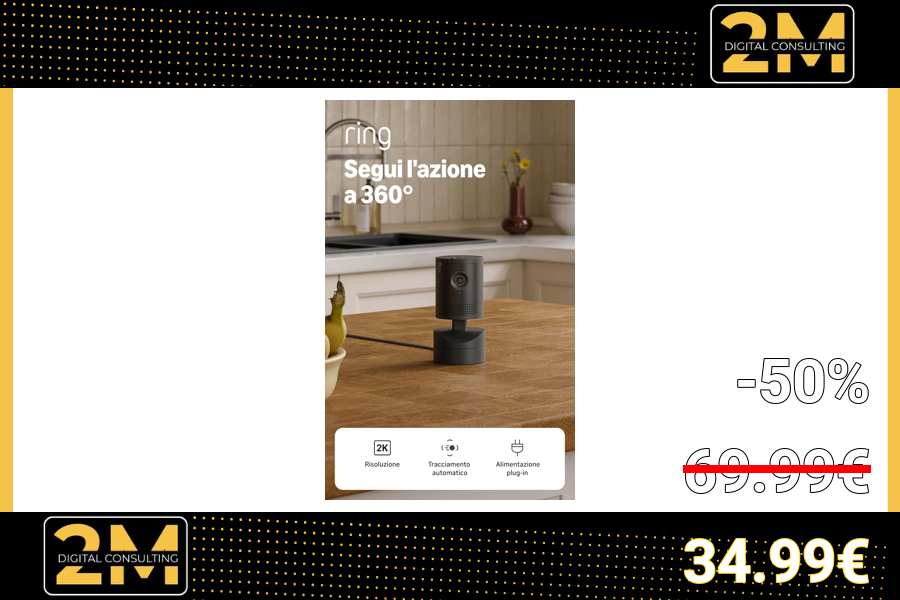 2M
DIGITAL CONSULTING
ring
Segui l'azione
a 360°
2K
Risoluzione
Tracciamento
automatico
Alimentazione
plug-in
-50%
69.99€
2M
DIGITAL CONSULTING
34.99€